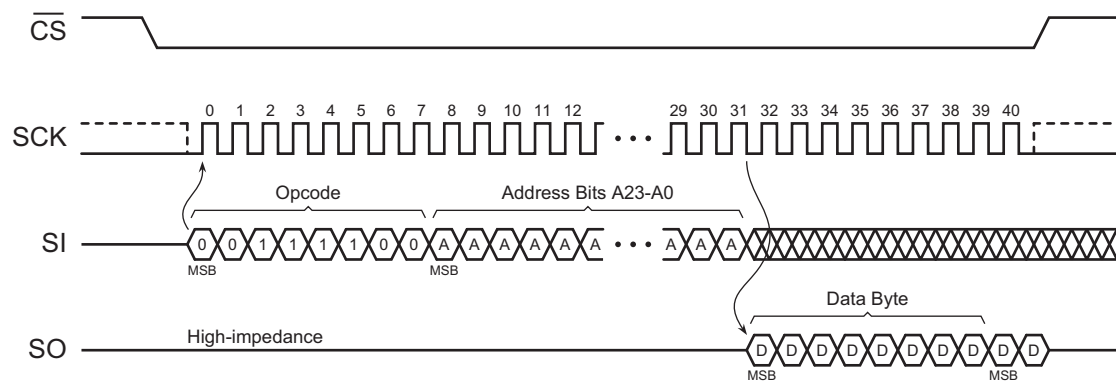 CS
0 1 2 3 4 5 6 7 8 9 10 11 12 29 30 31 32 33 34 35 36 37 38 39 40
SCK
Opcode Address Bits A23-A0
SI 0 0 1 1 1 1 0 0 A A A A A A A A A
MSB MSB
Data Byte
High-impedance
SO D D D D D D D D D D
MSB MSB